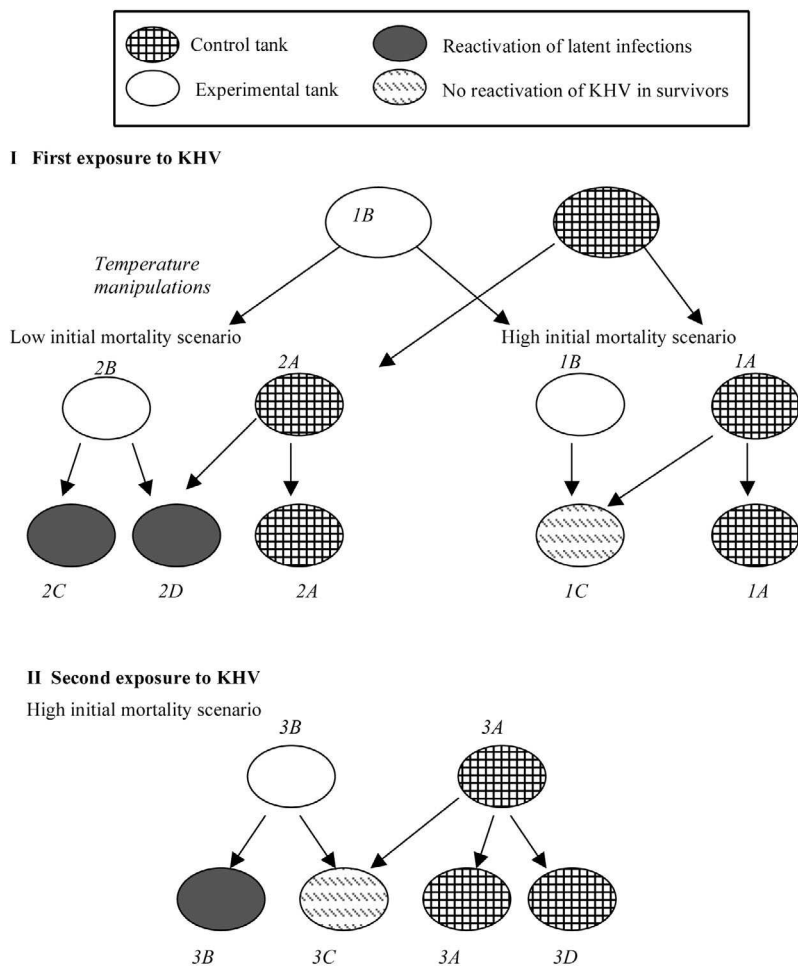 Control tank
Reactivation of latent infections
Experimental tank
No reactivation of KHV in survivors
I First exposure to KHV
1B
Temperature
manipulations
Low initial mortality scenario
High initial mortality scenario
2B
2A
1B
1A
2C
2D
2A
1C
1A
II Second exposure to KHV
High initial mortality scenario
3B
3A
3B
3C
3A
3D